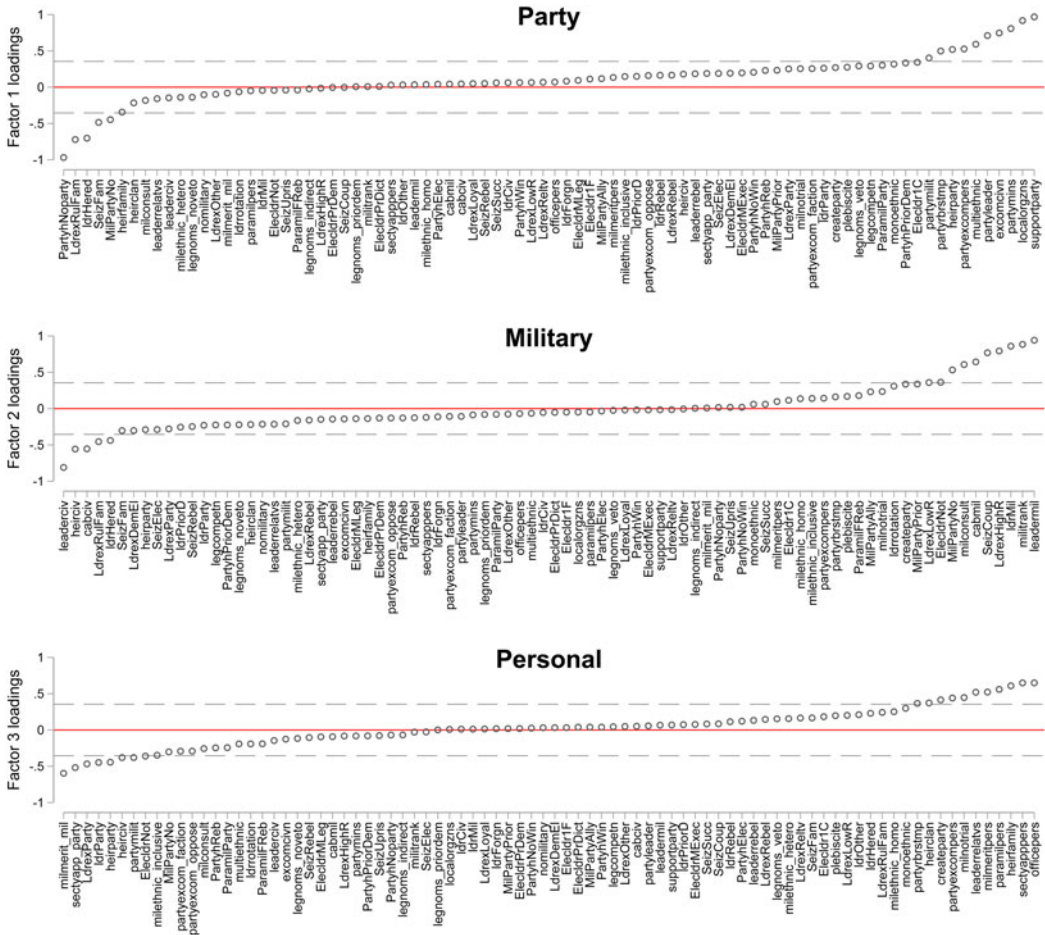 Party
Factor 1 loadings
1
.5
0
-.5
-1
PartyhNoparty
LdrexRulFam
ldrHered
SeizFam
MilPartyNo
heirfamily
heirclan
milconsult
leaderrelatvs
leaderciv
milethnic_hetero
legnoms_noveto
nomilitary
LdrexOther
milmerit_mil
ldrrotation
paramilpers
ldrMil
ElecldrNot
SeizUpris
ParamilFReb
legnoms_indirect
LdrexHighR
ElecldrPrDem
SeizCoup
legnoms_priordem
heirparty
militrank
ElecldrPrDict
sectyapppers
ldrOther
milethnic_homo
PartyhElec
leadermil
cabmil
cabciv
LdrexLoyal
SeizRebel
SeizSucc
ldrCiv
PartyhWin
LdrexLowR
LdrexReltv
officepers
ldrForgn
ElecldrMLeg
Elecldr1F
MilPartyAlly
milmeritpers
milethnic_inclusive
ldrPriorD
partyexcom_oppose
ldrRebel
LdrexRebel
heirciv
leaderrebel
sectyapp_party
SeizElec
LdrexDemEl
ElecldrMExec
PartyhNoWin
PartyhReb
MilPartyPrior
LdrexParty
milnotrial
partyexcom_faction
ldrParty
createparty
plebiscite
legnoms_veto
legcompetn
ParamilParty
monoethnic
PartyhPriorDem
Elecldr1C
partymilit
partyrbrstmp
heirparty
partyexcompers
multiethnic
partyleader
excomcivn
partymins
localorgzns
supportparty
Military
Factor 2 loadings
1
.5
0
-.5
-1
leaderciv
heirciv
cabciv
LdrexRulFam
ldrHered
SeizFam
LdrexDemEl
heirparty
SeizElec
LdrexParty
ldrPriorD
SeizRebel
ldrParty
legcompetn
PartyhPriorDem
legnoms_noveto
heirclan
nomilitary
leaderrelatvs
partymilit
milethnic_hetero
LdrexRebel
sectyapp_party
leaderrebel
excomcivn
ElecldrMLeg
heirfamily
ElecldrPrDem
partyexcom_oppose
PartyhReb
ldrRebel
sectyapppers
ldrForgn
partyexcom_faction
partyleader
partymins
legnoms_priordem
ParamilParty
LdrexOther
officepers
multiethnic
ldrCiv
ElecldrPrDict
Elecldr1F
localorgzns
paramilpers
PartyhElec
legnoms_veto
LdrexLoyal
PartyhWin
ElecldrMExec
supportparty
LdrexReltv
ldrOther
legnoms_indirect
milmerit_mil
PartyhNoparty
SeizUpris
PartyhNoWin
monoethnic
SeizSucc
milmeritpers
Elecldr1C
milethnic_homo
milethnic_inclusive
partyexcompers
partyrbrstmp
plebiscite
ParamilFReb
MilPartyAlly
milnotrial
ldrrotation
createparty
MilPartyPrior
LdrexLowR
ElecldrNot
MilPartyNo
milconsult
cabmil
SeizCoup
LdrexHighR
ldrMil
militrank
leadermil
Personal
Factor 3 loadings
1
.5
0
-.5
-1
milmerit_mil
sectyapp_party
LdrexParty
ldrParty
heirparty
heirciv
partymilit
ElecldrNot
milethnic_inclusive
MilPartyNo
partyexcom_faction
partyexcom_oppose
milconsult
PartyhReb
ParamilParty
multiethnic
ldrrotation
ParamilFReb
leaderciv
excomcivn
legnoms_noveto
SeizRebel
ElecldrMLeg
cabmil
LdrexHighR
partymins
PartyhPriorDem
SeizUpris
PartyhNoparty
legnoms_indirect
militrank
SeizElec
legnoms_priordem
localorgzns
ldrCiv
ldrMil
LdrexLoyal
ldrForgn
MilPartyPrior
ElecldrPrDem
PartyhNoWin
nomilitary
LdrexDemEl
Elecldr1F
ElecldrPrDict
MilPartyAlly
PartyhWin
legcompetn
LdrexOther
cabciv
partyleader
leadermil
supportparty
ldrPriorD
ElecldrMExec
SeizSucc
SeizCoup
ldrRebel
PartyhElec
leaderrebel
LdrexRebel
legnoms_veto
milethnic_hetero
LdrexReltv
SeizFam
Elecldr1C
plebiscite
LdrexLowR
ldrOther
ldrHered
LdrexRulFam
milethnic_homo
monoethnic
partyrbrstmp
heirclan
createparty
partyexcompers
milnotrial
leaderrelatvs
milmeritpers
paramilpers
heirfamily
sectyapppers
officepers